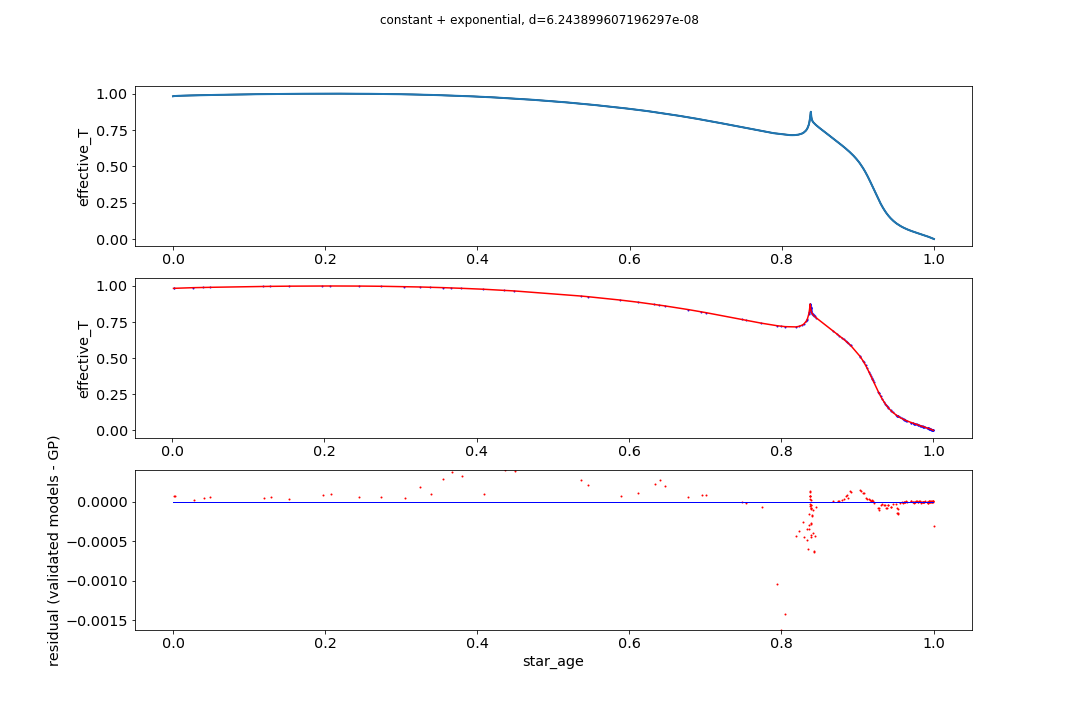 constant + exponential, d=6.243899607196297e-08
1.00
0.75
0.50
0.25
0.00
effective_T
0.0 0.2 0.4 0.6 0.8 1.0
1.00
0.75
0.50
0.25
0.00
effective_T
0.0 0.2 0.4 0.6 0.8 1.0
0.0000
−0.0005
−0.0010
−0.0015
residual (validated models - GP)
0.0 0.2 0.4 0.6 0.8 1.0
star_age